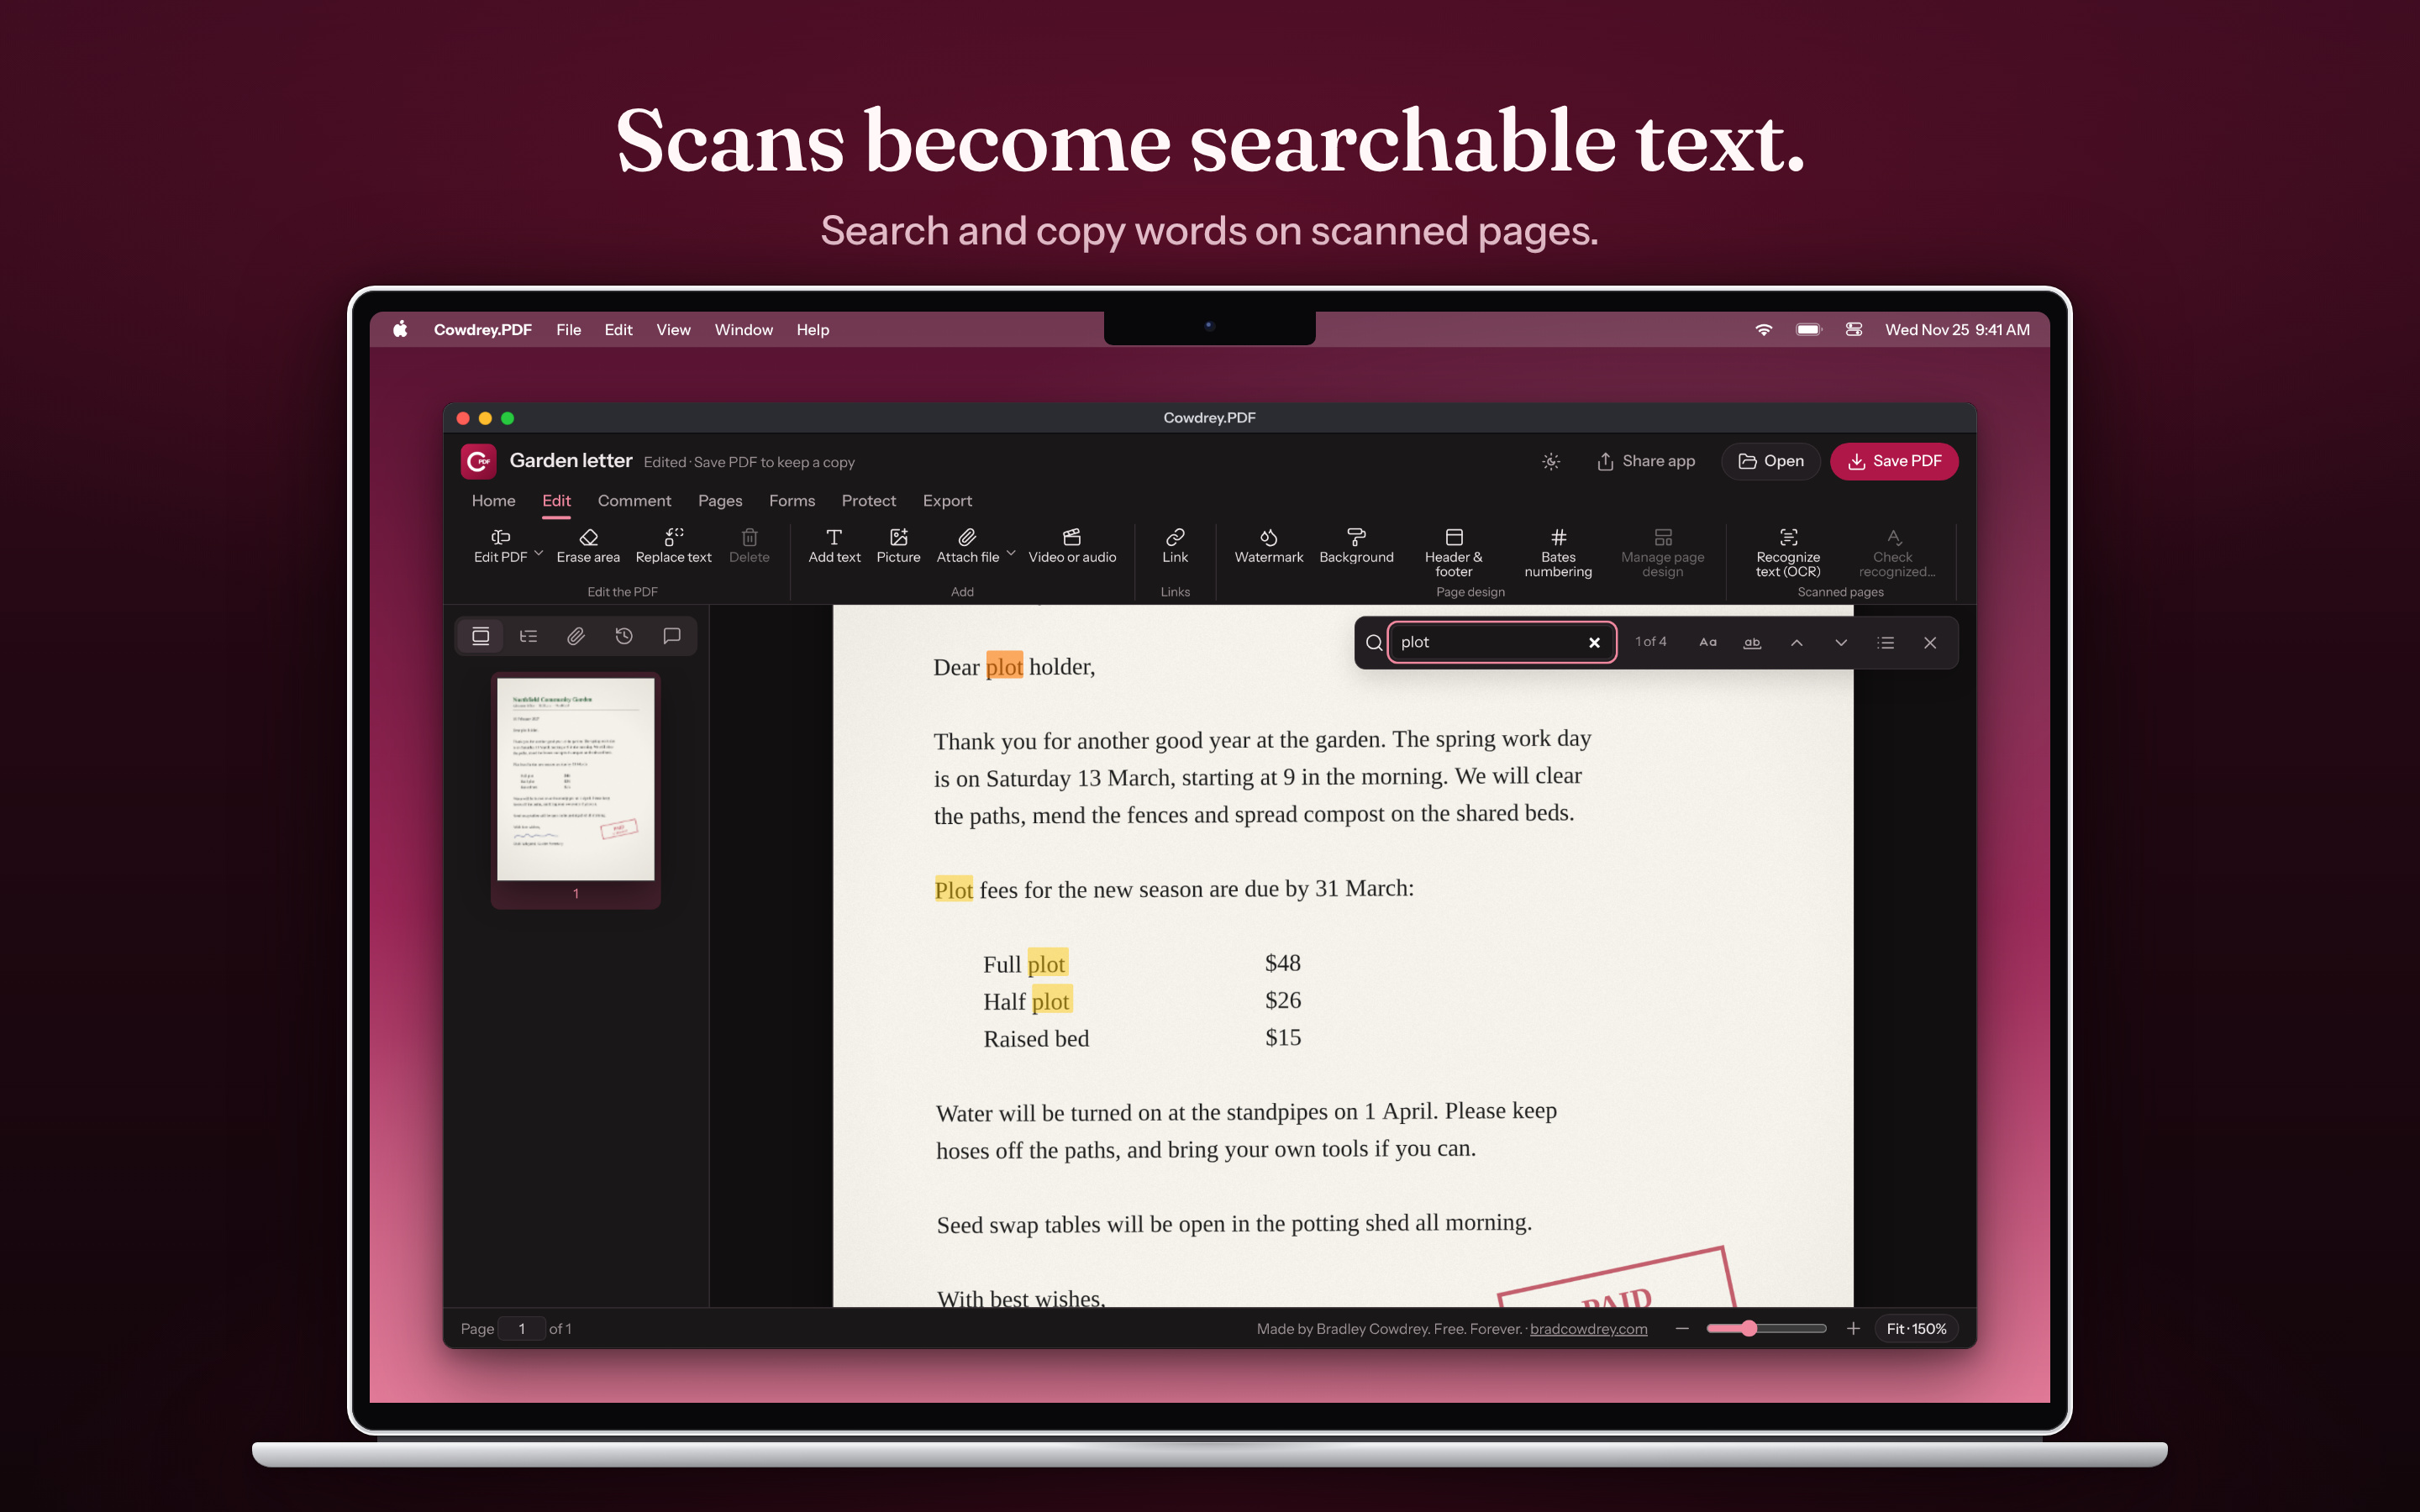 Scans become searchable text.
Search and copy words on scanned pages.
Cowdrey.PDF File Edit View Window Help
Wed Nov 25 9:41 AM
Cowdrey.PDF
C PDF
Garden letter Edited · Save PDF to keep a copy
Share app Open Save PDF
Home Edit Comment Pages Forms Protect Export
Edit PDF Erase area Replace text Delete
Edit the PDF
Add text Picture Attach file Video or audio
Add
Link
Links
Watermark Background Header & footer Bates numbering Manage page design
Page design
Recognize text (OCR) Check recognized...
Scanned pages
plot 1 of 4 Aa ab
Northfield Community Garden
PAID
1
Dear plot holder,
Thank you for another good year at the garden. The spring work day
is on Saturday 13 March, starting at 9 in the morning. We will clear
the paths, mend the fences and spread compost on the shared beds.
Plot fees for the new season are due by 31 March:
Full plot $48
Half plot $26
Raised bed $15
Water will be turned on at the standpipes on 1 April. Please keep
hoses off the paths, and bring your own tools if you can.
Seed swap tables will be open in the potting shed all morning.
With best wishes,
PAID
Page 1 of 1
Made by Bradley Cowdrey. Free. Forever. · bradcowdrey.com
Fit · 150%